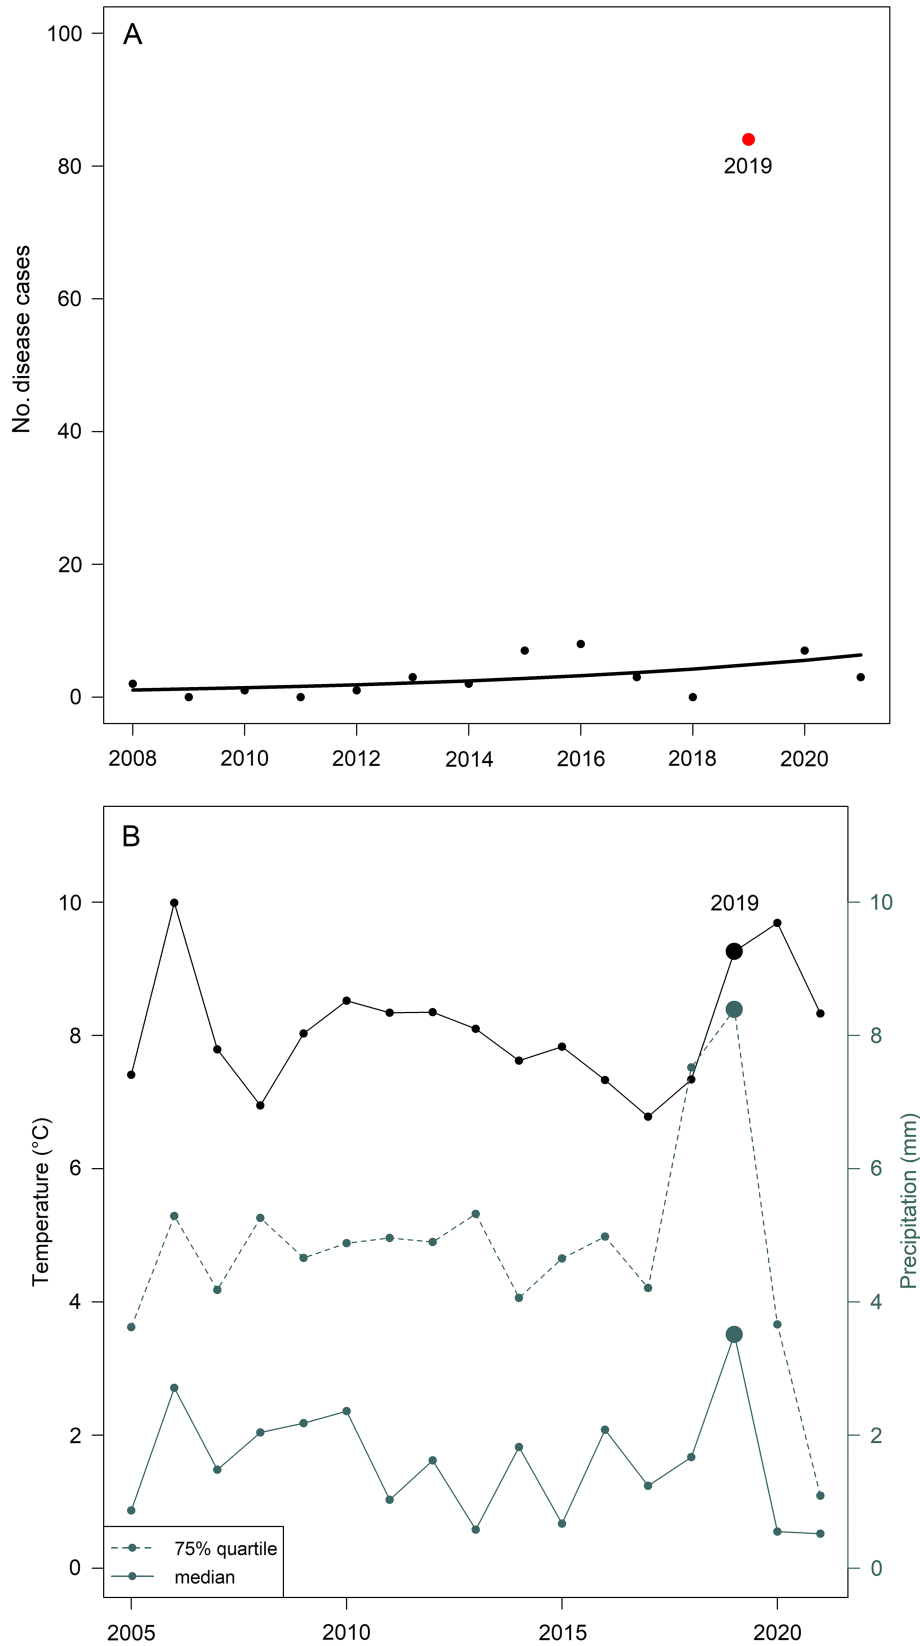 A
100
80
60
40
20
0
No. disease cases
2019
2008 2010 2012 2014 2016 2018 2020
B
10
8
6
4
2
0
Temperature (°C)
2019
10
8
6
4
2
0
Precipitation (mm)
75% quartile
median
2005 2010 2015 2020